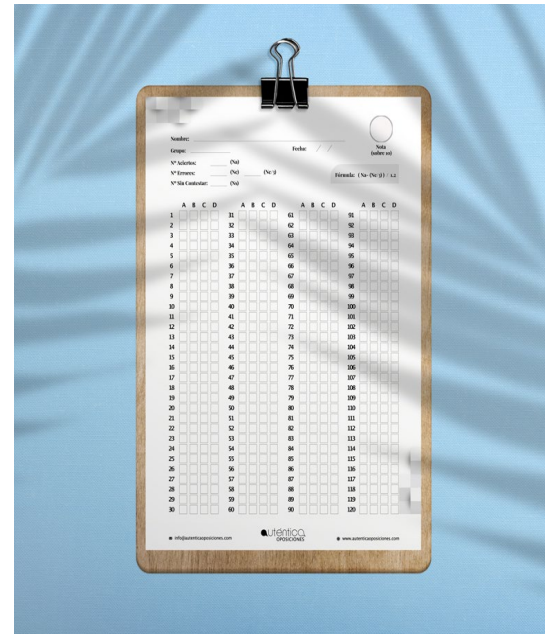 Nombre:
Grupo: Fecha: / /
Nota
(sobre 10)
Nº Aciertos: (Na)
Nº Errores: (Ne) (Ne/3)
Nº Sin Contestar: (Ns)
Fórmula: ( Na- (Ne/3) ) / 1.2
A B C D A B C D A B C D A B C D
1 31 61 91
2 32 62 92
3 33 63 93
4 34 64 94
5 35 65 95
6 36 66 96
7 37 67 97
8 38 68 98
9 39 69 99
10 40 70 100
11 41 71 101
12 42 72 102
13 43 73 103
14 44 74 104
15 45 75 105
16 46 76 106
17 47 77 107
18 48 78 108
19 49 79 109
20 50 80 110
21 51 81 111
22 52 82 112
23 53 83 113
24 54 84 114
25 55 85 115
26 56 86 116
27 57 87 117
28 58 88 118
29 59 89 119
30 60 90 120
info@autenticaoposiciones.com
auténtica
OPOSICIONES
www.autenticaoposiciones.com